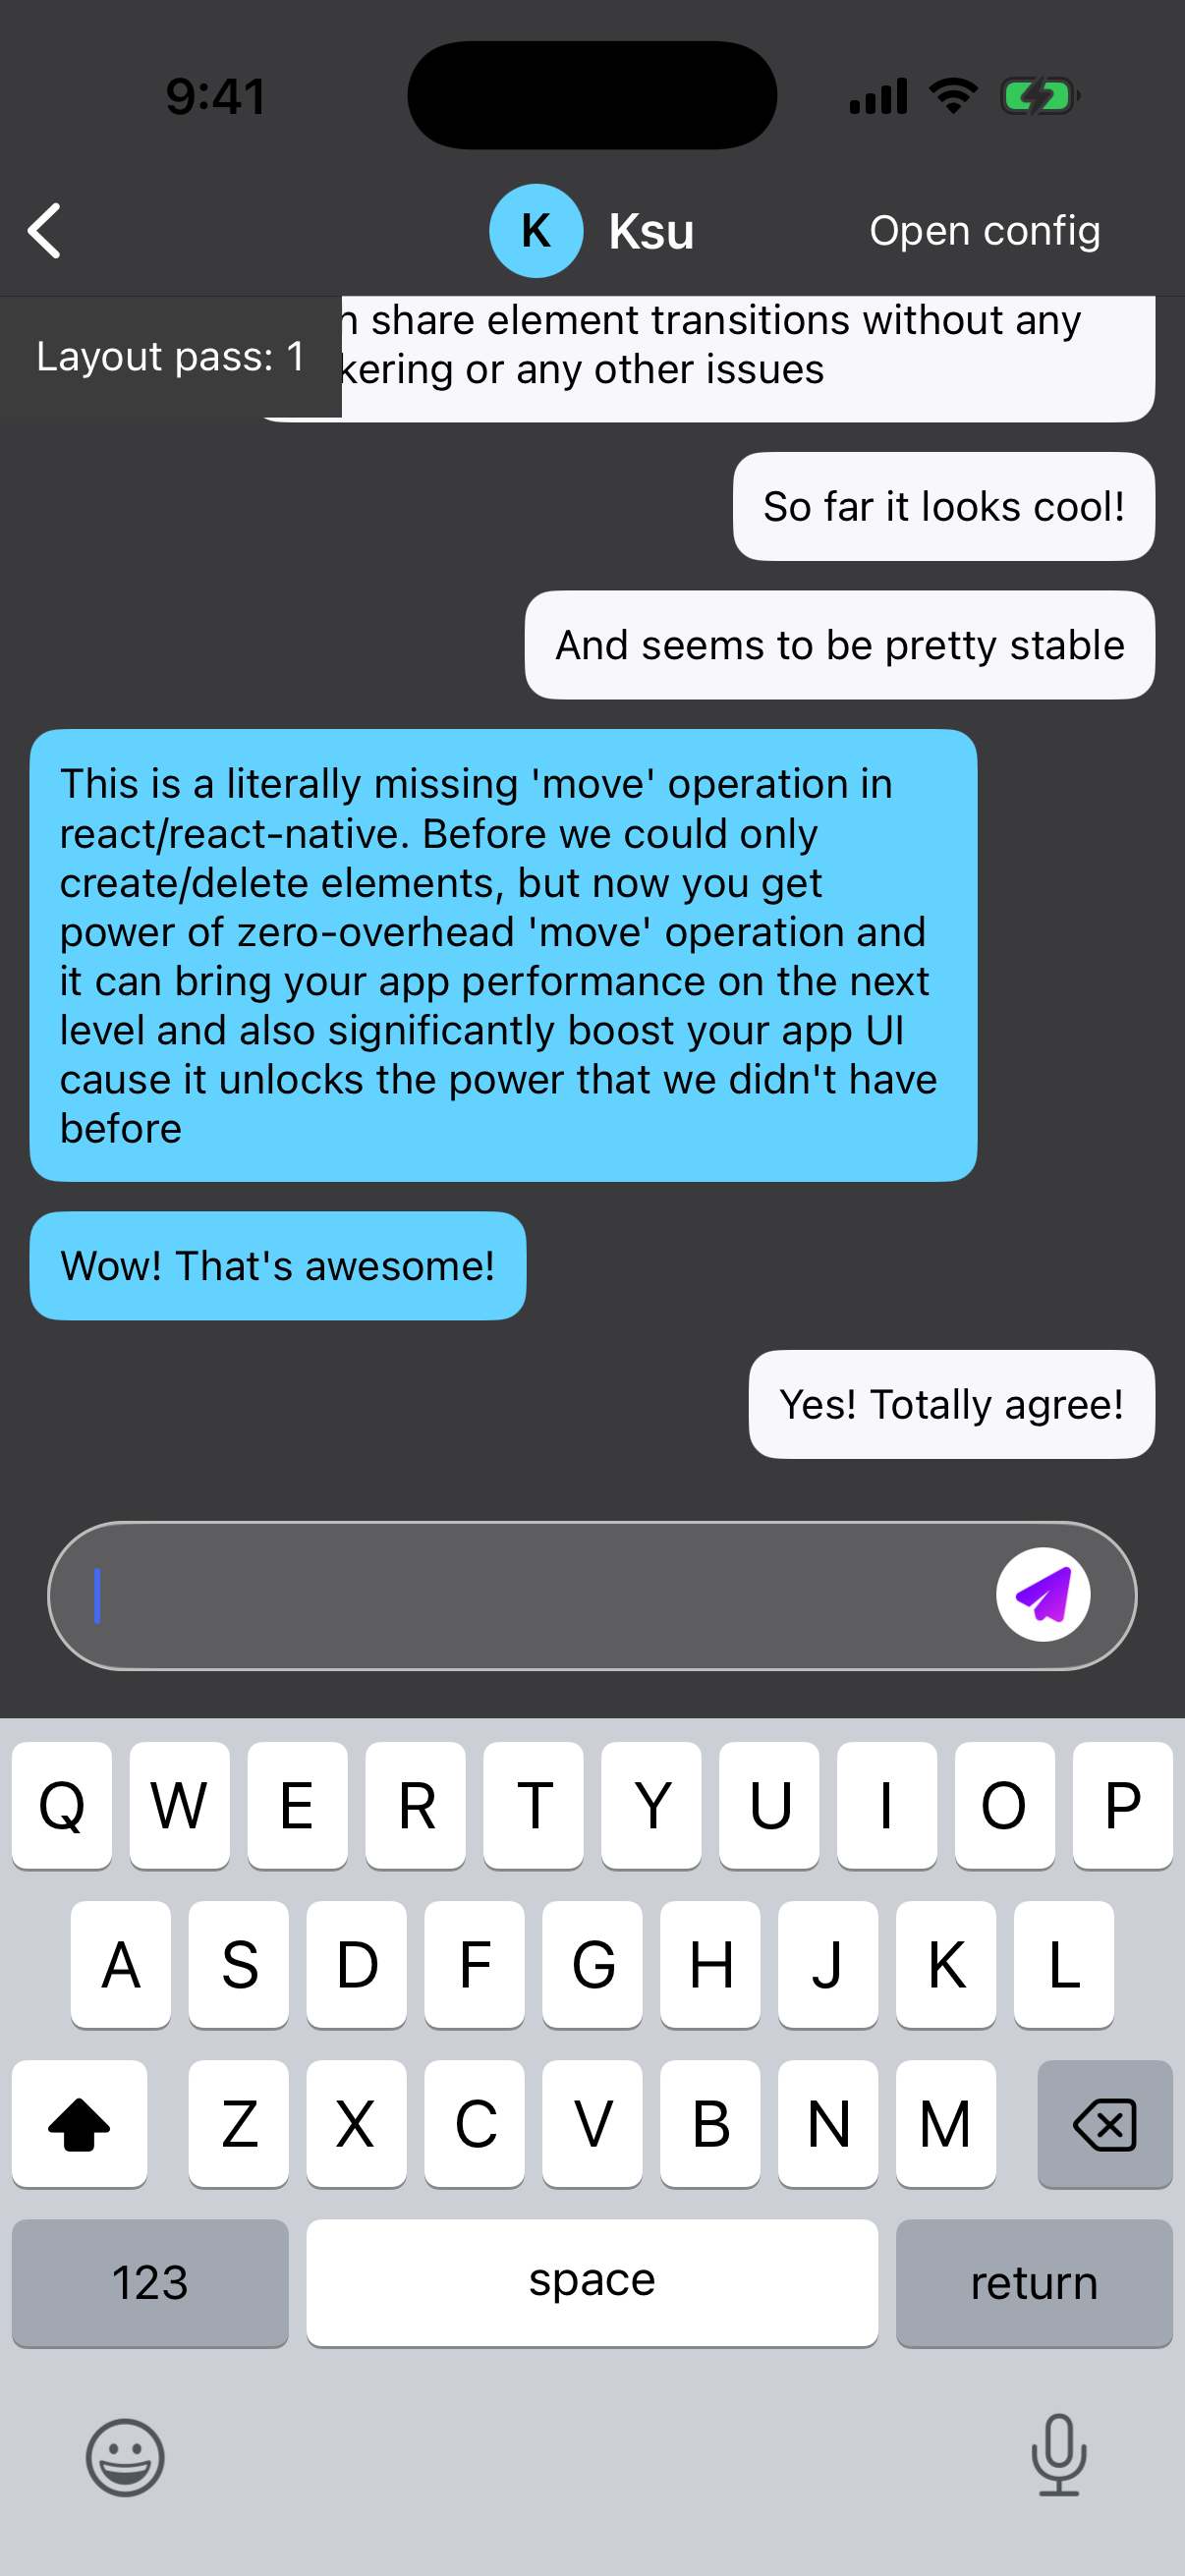 9:41
K
Ksu
Open config
Layout pass: 1
share element transitions without any
or any other issues
So far it looks cool!
And seems to be pretty stable
This is a literally missing 'move' operation in
react/react-native. Before we could only
create/delete elements, but now you get
power of zero-overhead 'move' operation and
it can bring your app performance on the next
level and also significantly boost your app UI
cause it unlocks the power that we didn't have
before
Wow! That's awesome!
Yes! Totally agree!
Q W E R T Y U I O P
A S D F G H J K L
Z X C V B N M
123 space return